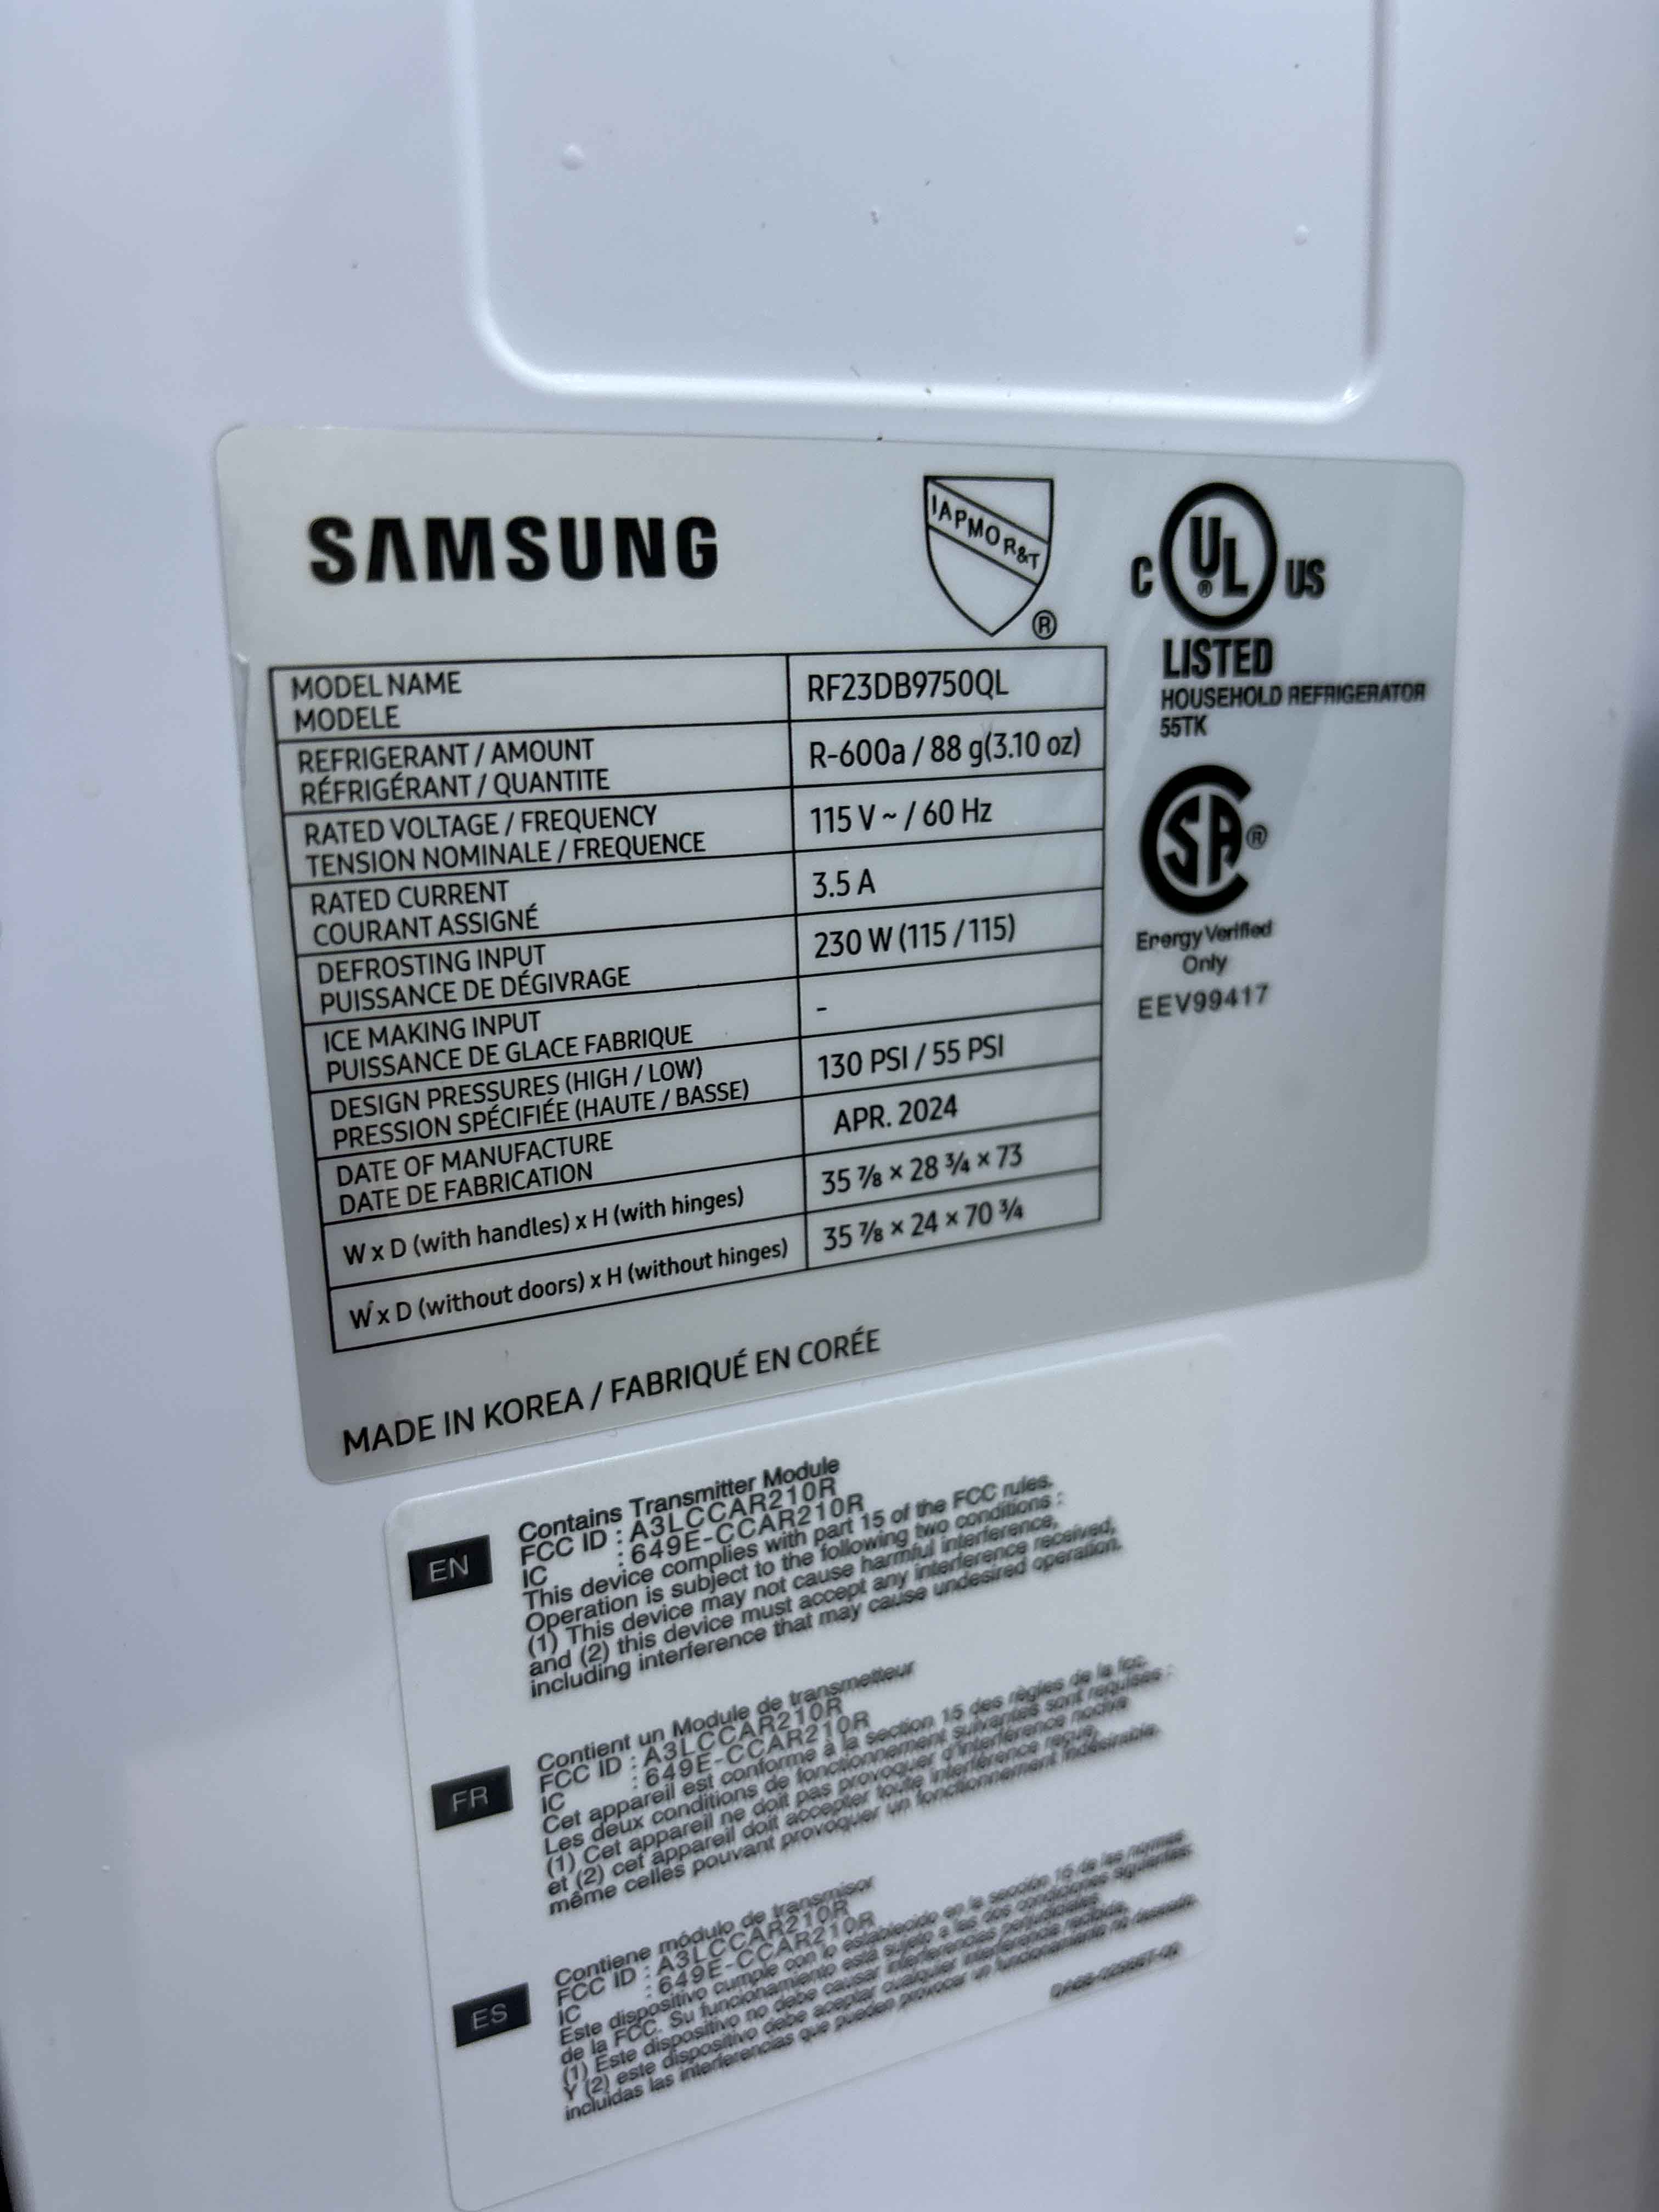 SAMSUNG
IAPMO R&T
®
C UL® US
LISTED
HOUSEHOLD REFRIGERATOR
55TK
SA®
Energy Verified
Only
EEV99417
MODEL NAME
MODELE
RF23DB9750QL
REFRIGERANT / AMOUNT
RÉFRIGÉRANT / QUANTITE
R-600a / 88 g(3.10 oz)
RATED VOLTAGE / FREQUENCY
TENSION NOMINALE / FREQUENCE
115 V ~ / 60 Hz
RATED CURRENT
COURANT ASSIGNÉ
3.5 A
DEFROSTING INPUT
PUISSANCE DE DÉGIVRAGE
230 W (115 / 115)
ICE MAKING INPUT
PUISSANCE DE GLACE FABRIQUE
-
DESIGN PRESSURES (HIGH / LOW)
PRESSION SPÉCIFIÉE (HAUTE / BASSE)
130 PSI / 55 PSI
DATE OF MANUFACTURE
DATE DE FABRICATION
APR. 2024
W x D (with handles) x H (with hinges)
35 ⅞ × 28 ¾ × 73
W x D (without doors) x H (without hinges)
35 ⅞ × 24 × 70 ¾
MADE IN KOREA / FABRIQUÉ EN CORÉE
EN
Contains Transmitter Module
FCC ID : A3LCCAR210R
IC : 649E-CCAR210R
This device complies with part 15 of the FCC rules.
Operation is subject to the following two conditions :
(1) This device may not cause harmful interference,
and (2) this device must accept any interference received,
including interference that may cause undesired operation.
FR
Contient un Module de transmetteur
FCC ID : A3LCCAR210R
IC : 649E-CCAR210R
Cet appareil est conforme à la section 15 des règles de la fcc.
Les deux conditions de fonctionnement suivantes sont requises :
(1) Cet appareil ne doit pas provoquer d'interférence nocive
et (2) cet appareil doit accepter toute interférence reçue,
même celles pouvant provoquer un fonctionnement indésirable.
ES
Contiene módulo de transmisor
FCC ID : A3LCCAR210R
IC : 649E-CCAR210R
Este dispositivo cumple con lo establecido en la sección 15 de las normas
de la FCC. Su funcionamiento está sujeto a las dos condiciones siguientes.
(1) Este dispositivo no debe causar interferencias perjudiciales
Y (2) este dispositivo debe aceptar cualquier interferencia recibida,
incluidas las interferencias que pueden provocar un funcionamiento no deseado.